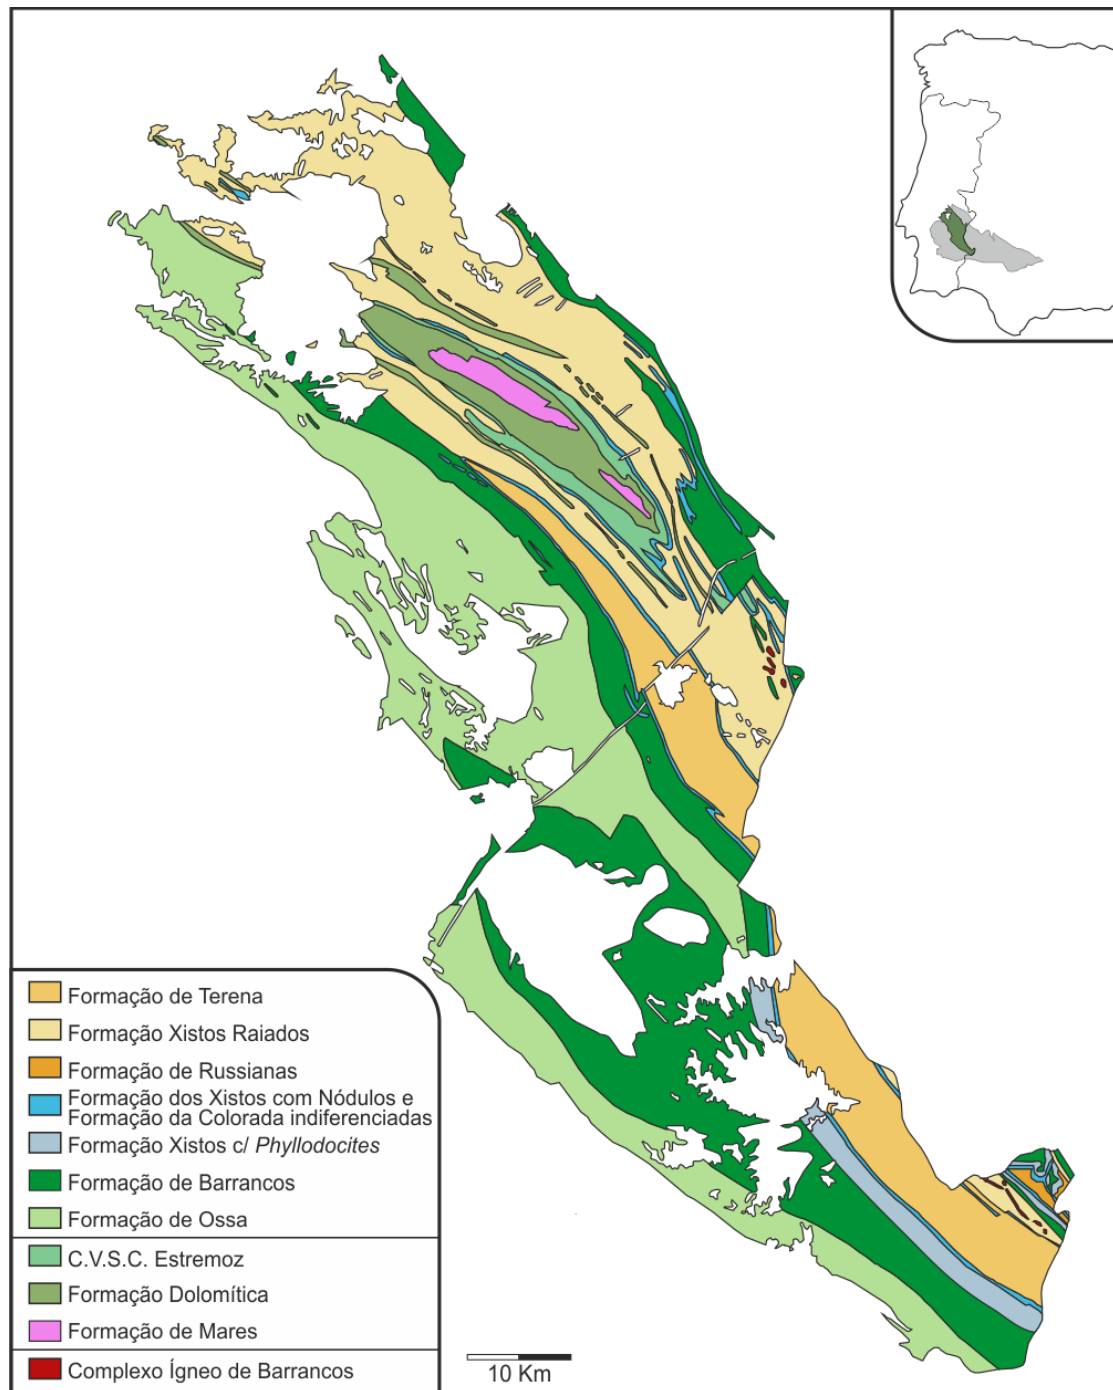 Formação de Terena
Formação Xistos Raiados
Formação de Russianas
Formação dos Xistos com Nódulos e
Formação da Colorada indiferenciadas
Formação Xistos c/ Phyllodocites
Formação de Barrancos
Formação de Ossa
C.V.S.C. Estremoz
Formação Dolomítica
Formação de Mares
Complexo Ígneo de Barrancos
10 Km